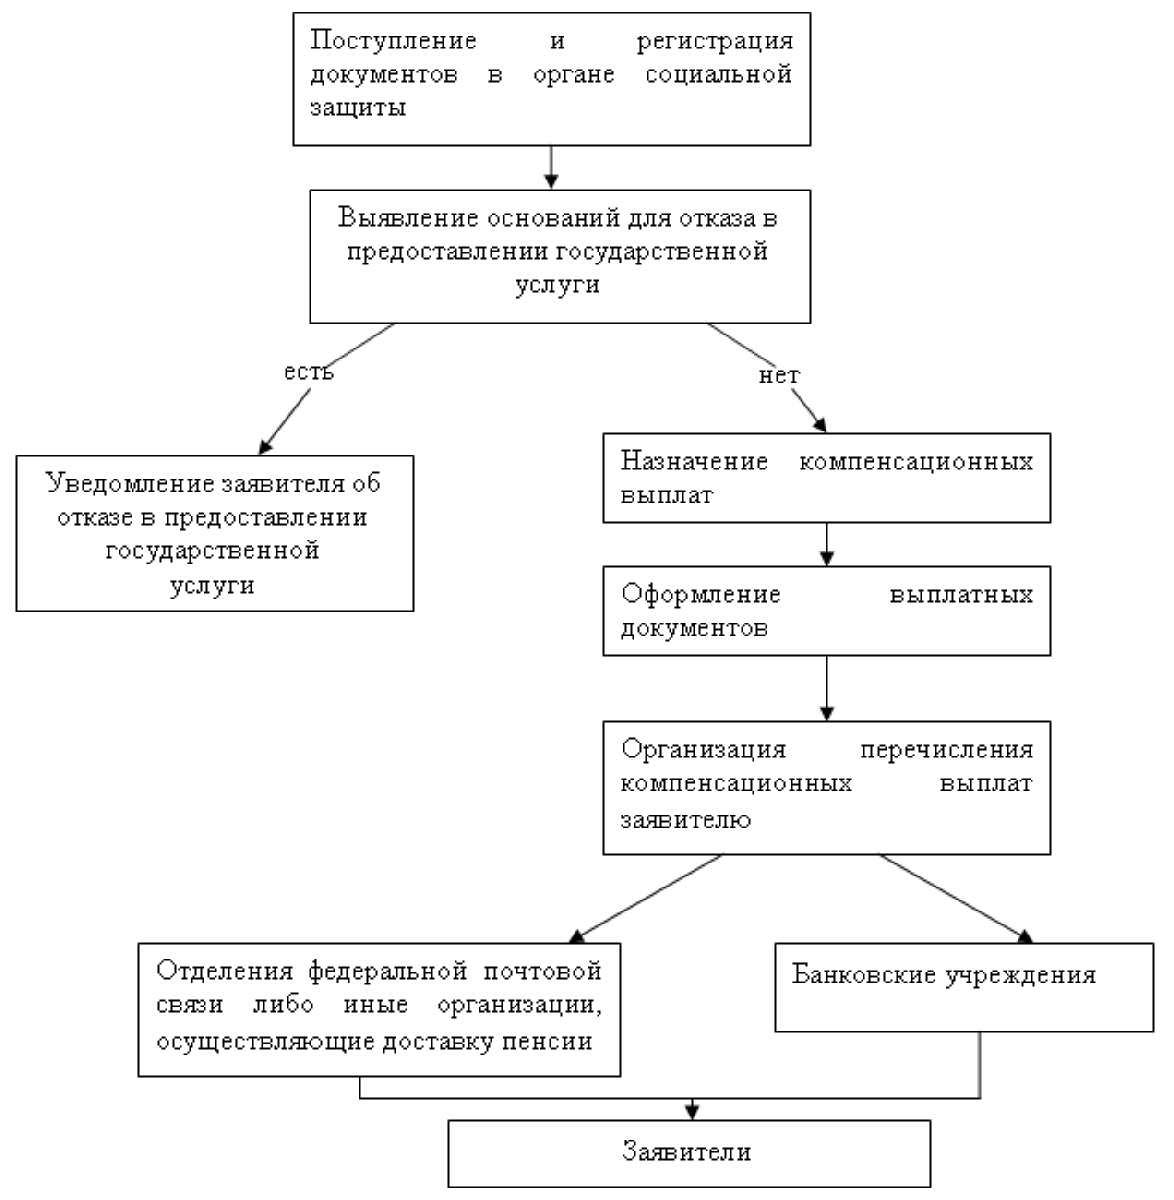 Поступление и регистрация
документов в органе социальной
защиты
Выявление оснований для отказа в
предоставлении государственной
услуги
есть
нет
Уведомление заявителя об
отказе в предоставлении
государственной
услуги
Назначение компенсационных
выплат
Оформление выплатных
документов
Организация перечисления
компенсационных выплат
заявителю
Отделения федеральной почтовой
связи либо иные организации,
осуществляющие доставку пенсии
Банковские учреждения
Заявители